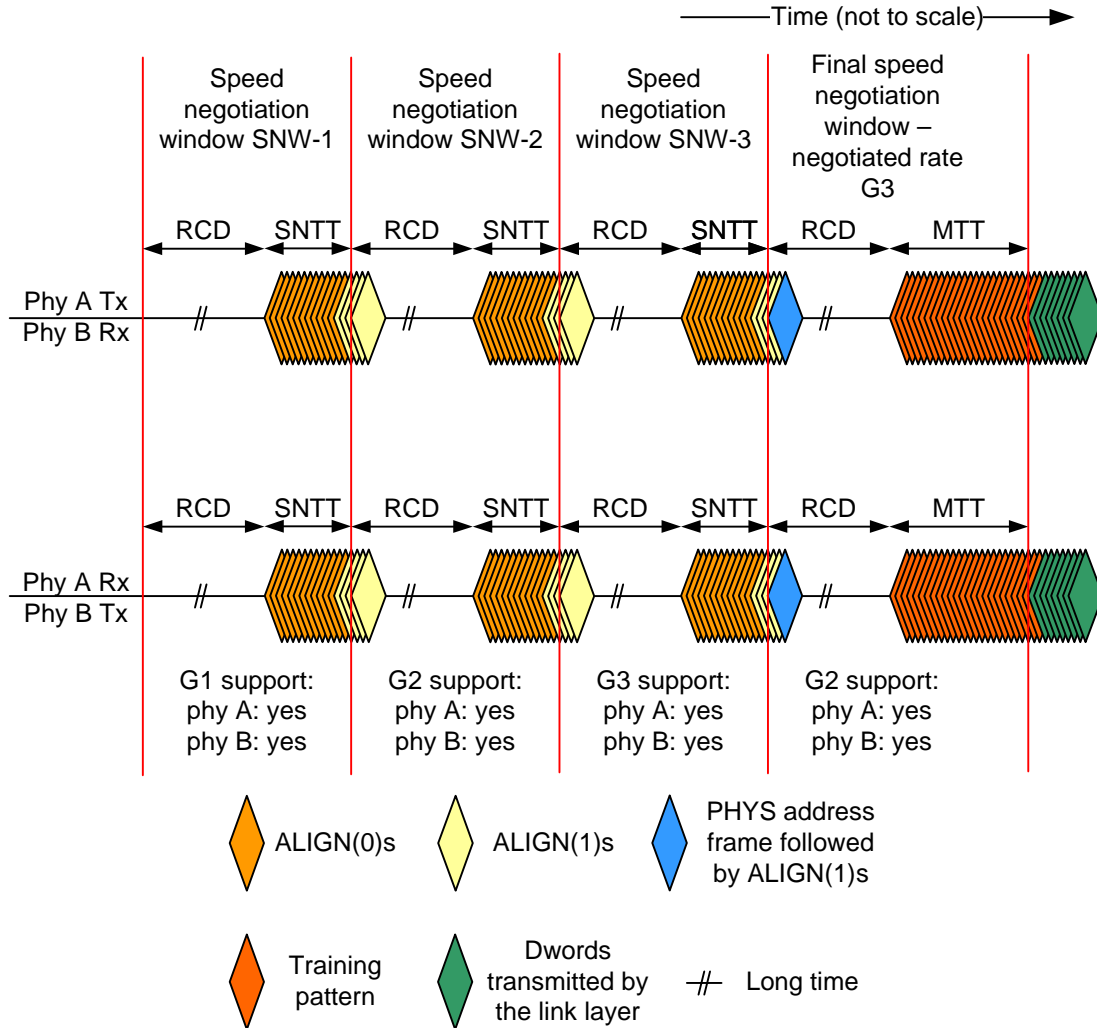 Time (not to scale)
Speed
negotiation
window SNW-1
Speed
negotiation
window SNW-2
Speed
negotiation
window SNW-3
Final speed
negotiation
window –
negotiated rate
G3
RCD
SNTT
RCD
SNTT
RCD
SNTT
RCD
MTT
Phy A Tx
Phy B Rx
RCD
SNTT
RCD
SNTT
RCD
SNTT
RCD
MTT
Phy A Rx
Phy B Tx
G1 support:
phy A: yes
phy B: yes
G2 support:
phy A: yes
phy B: yes
G3 support:
phy A: yes
phy B: yes
G2 support:
phy A: yes
phy B: yes
ALIGN(0)s
ALIGN(1)s
PHYS address
frame followed
by ALIGN(1)s
Training
pattern
Dwords
transmitted by
the link layer
Long time